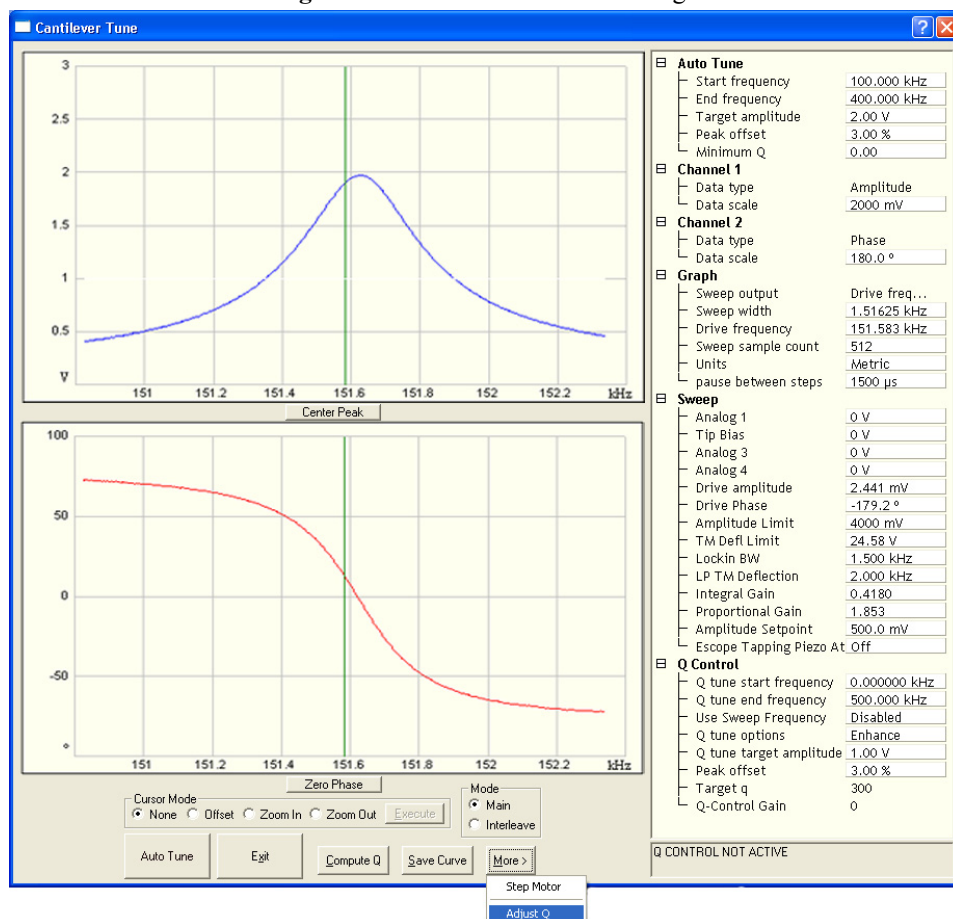 Cantilever Tune
3
2.5
2
1.5
1
0.5
V
151 151.2 151.4 151.6 151.8 152 152.2 kHz
Center Peak
100
50
0
-50
°
151 151.2 151.4 151.6 151.8 152 152.2 kHz
Zero Phase
Cursor Mode
None Offset Zoom In Zoom Out Execute
Mode
Main
Interleave
Auto Tune Exit Compute Q Save Curve More >
Step Motor
Adjust Q
Auto Tune
Start frequency 100.000 kHz
End frequency 400.000 kHz
Target amplitude 2.00 V
Peak offset 3.00 %
Minimum Q 0.00
Channel 1
Data type Amplitude
Data scale 2000 mV
Channel 2
Data type Phase
Data scale 180.0 °
Graph
Sweep output Drive freq...
Sweep width 1.51625 kHz
Drive frequency 151.583 kHz
Sweep sample count 512
Units Metric
pause between steps 1500 µs
Sweep
Analog 1 0 V
Tip Bias 0 V
Analog 3 0 V
Analog 4 0 V
Drive amplitude 2.441 mV
Drive Phase -179.2 °
Amplitude Limit 4000 mV
TM Defl Limit 24.58 V
Lockin BW 1.500 kHz
LP TM Deflection 2.000 kHz
Integral Gain 0.4180
Proportional Gain 1.853
Amplitude Setpoint 500.0 mV
Escope Tapping Piezo At Off
Q Control
Q tune start frequency 0.000000 kHz
Q tune end frequency 500.000 kHz
Use Sweep Frequency Disabled
Q tune options Enhance
Q tune target amplitude 1.00 V
Peak offset 3.00 %
Target q 300
Q-Control Gain 0
Q CONTROL NOT ACTIVE